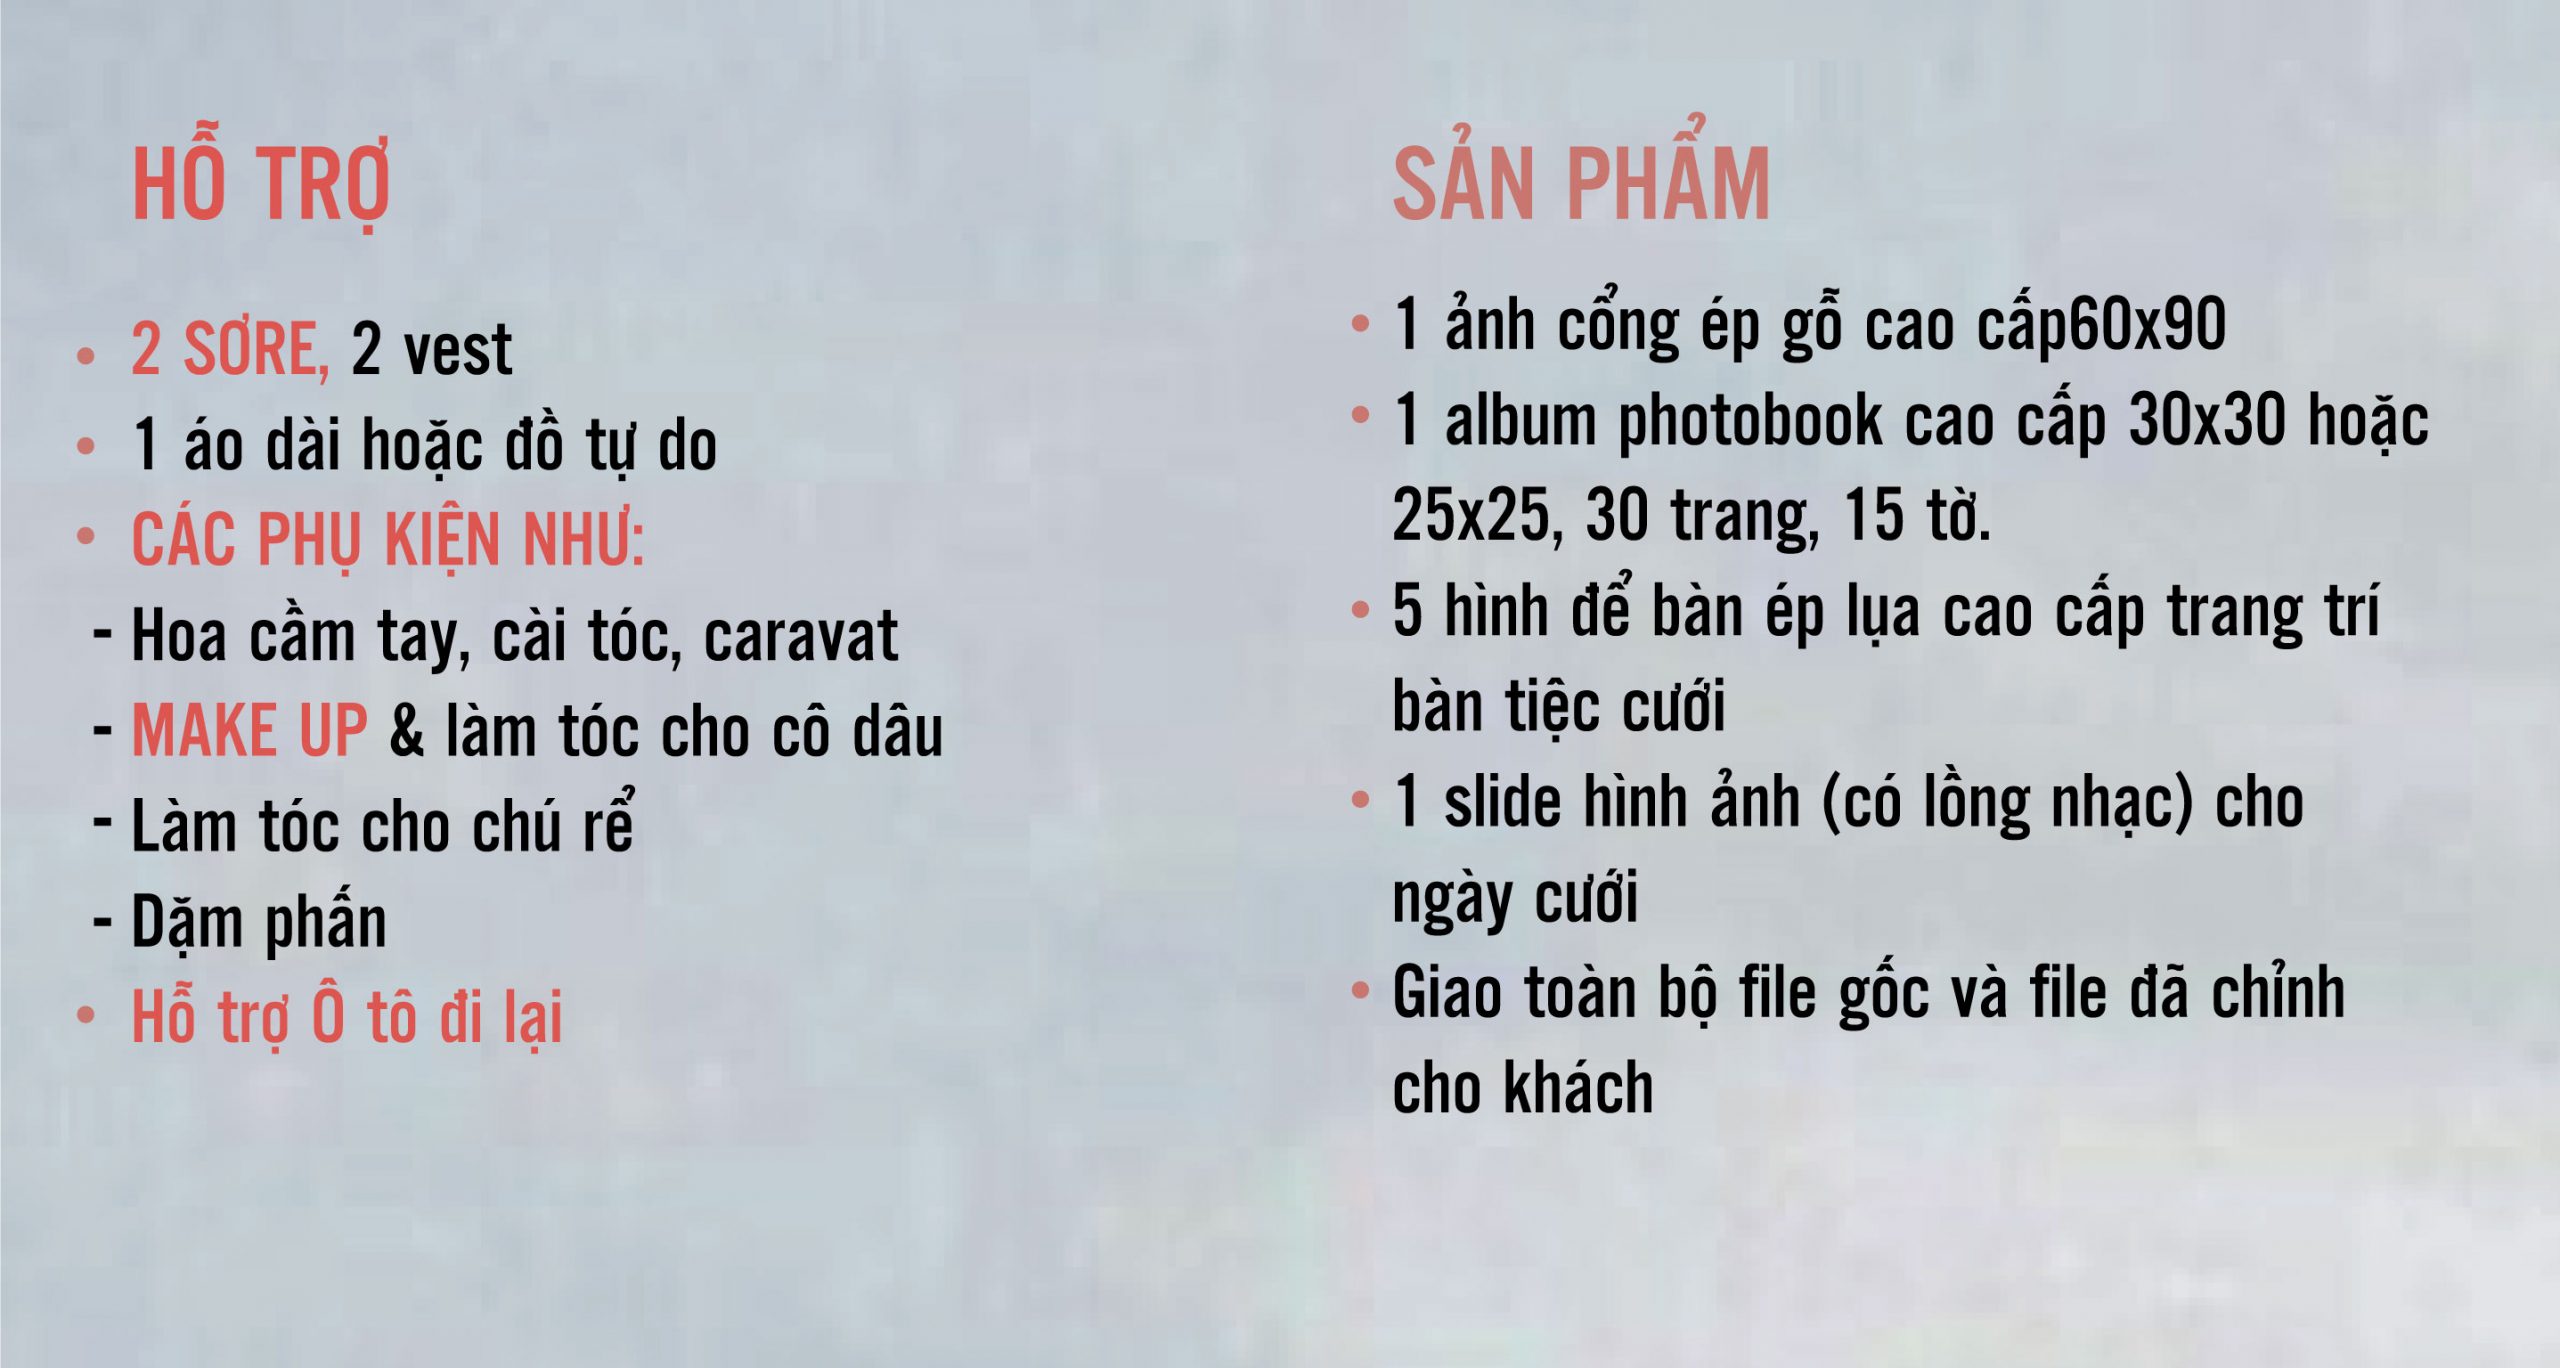 HỖ TRỢ
• 2 SƠRE, 2 vest
• 1 áo dài hoặc đồ tự do
• CÁC PHỤ KIỆN NHƯ:
- Hoa cầm tay, cài tóc, caravat
- MAKE UP & làm tóc cho cô dâu
- Làm tóc cho chú rể
- Dặm phấn
• Hỗ trợ Ô tô đi lại
SẢN PHẨM
• 1 ảnh cổng ép gỗ cao cấp60x90
• 1 album photobook cao cấp 30x30 hoặc
25x25, 30 trang, 15 tờ.
• 5 hình để bàn ép lụa cao cấp trang trí
bàn tiệc cưới
• 1 slide hình ảnh (có lồng nhạc) cho
ngày cưới
• Giao toàn bộ file gốc và file đã chỉnh
cho khách